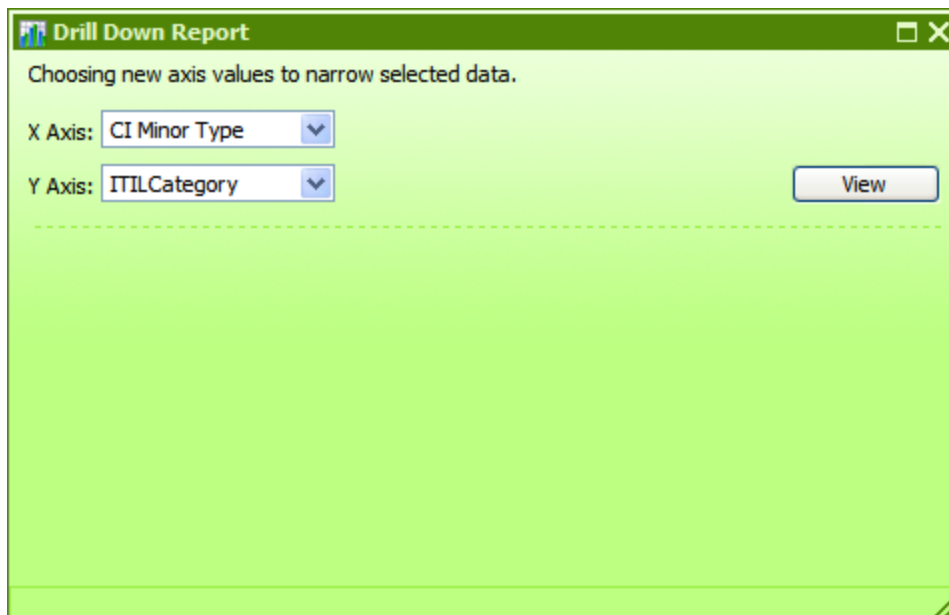 Drill Down Report
Choosing new axis values to narrow selected data.
X Axis: CI Minor Type
Y Axis: ITILCategory View